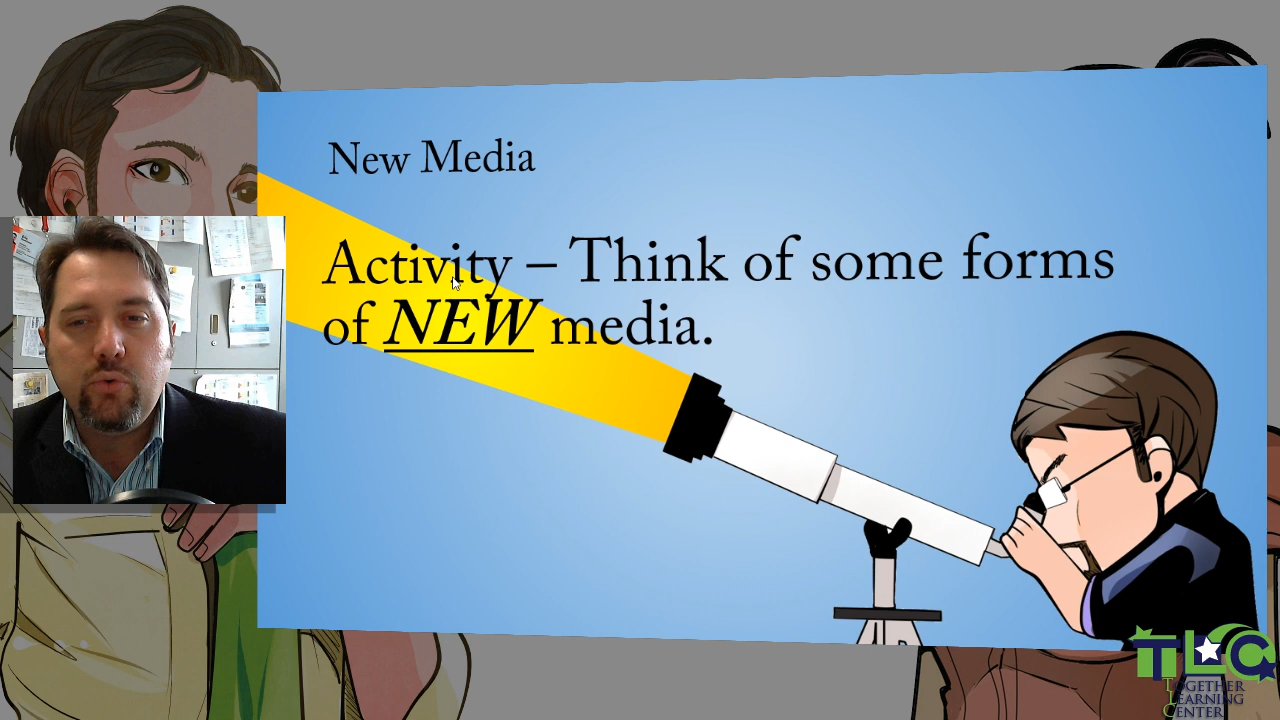 New Media
Activity – Think of some forms
of NEW media.
TLC
TOGETHER
LEARNING
CENTER